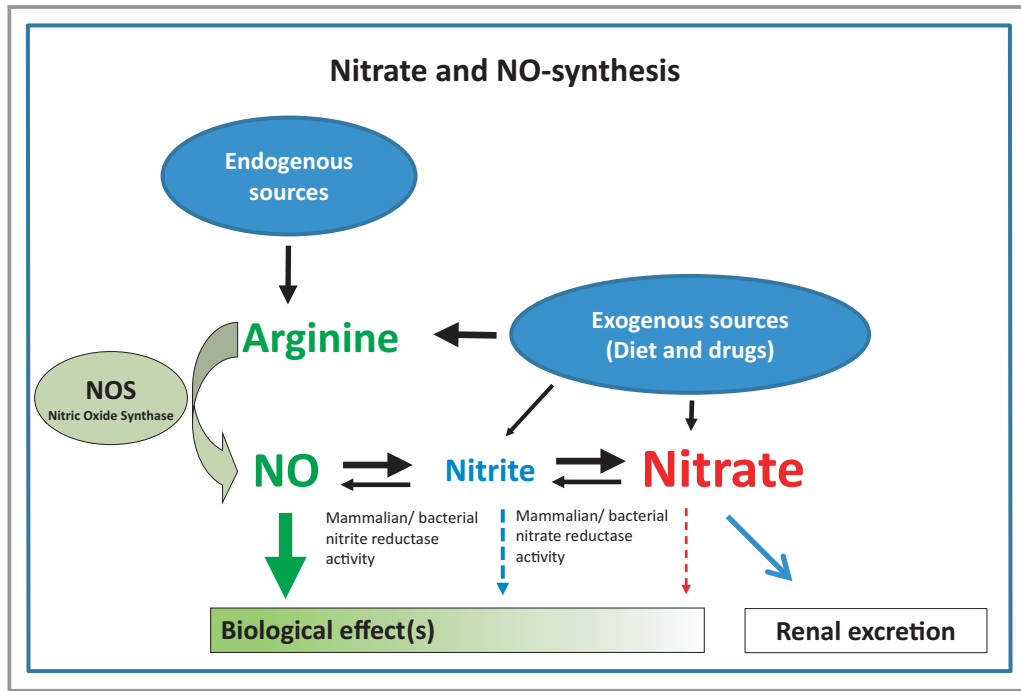 Nitrate and NO-synthesis
Endogenous
sources
Arginine
Exogenous sources
(Diet and drugs)
NOS
Nitric Oxide Synthase
NO
Nitrite
Nitrate
Mammalian/ bacterial
nitrite reductase
activity
Mammalian/ bacterial
nitrate reductase
activity
Biological effect(s)
Renal excretion